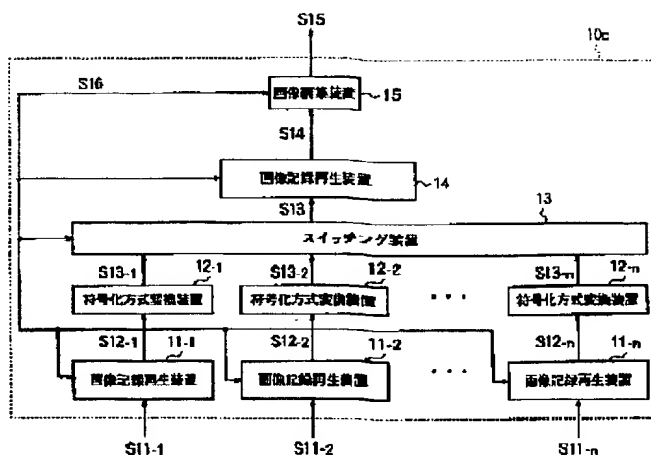 S15
10c
S16
画像編集装置
15
S14
画像記録再生装置
14
S13
13
スイッチング装置
S13-1
12-1
S13-2
12-2
S13-n
12-n
符号化方式変換装置
符号化方式変換装置
• • •
符号化方式変換装置
S12-1
11-1
S12-2
11-2
S12-n
11-n
画像記録再生装置
画像記録再生装置
• • •
画像記録再生装置
S11-1
S11-2
S11-n